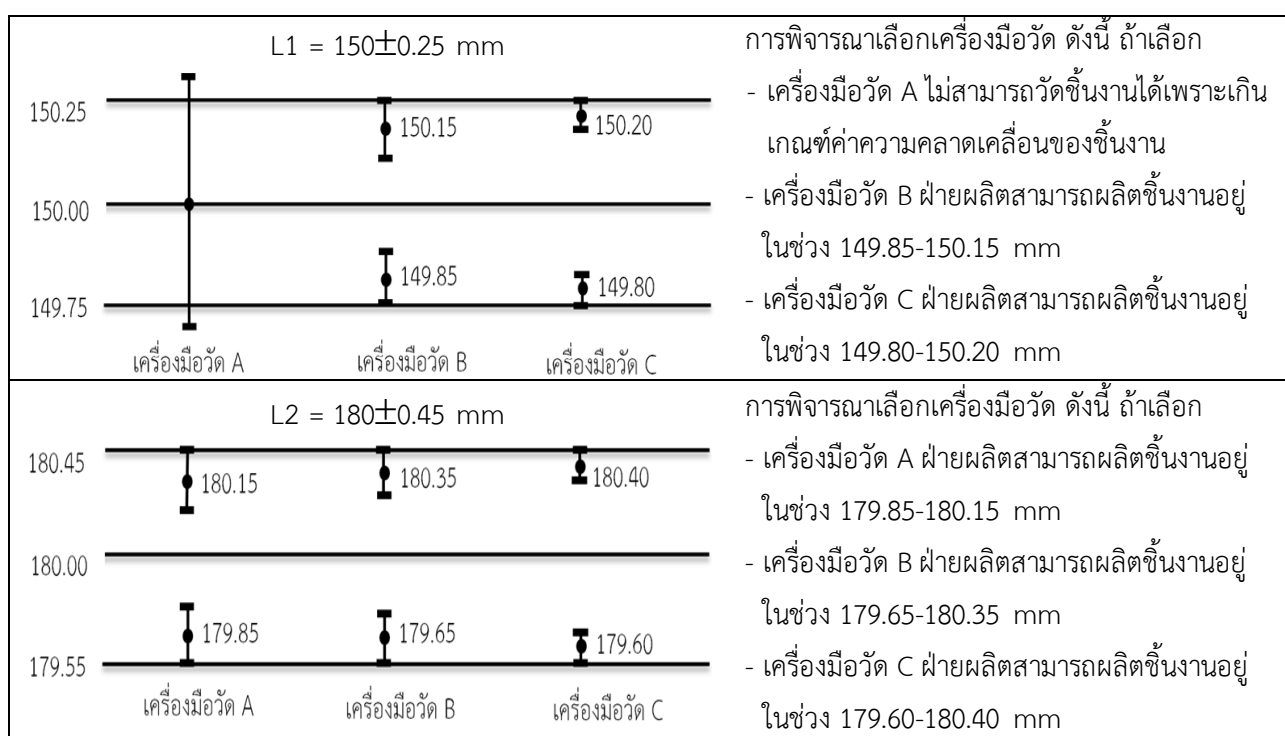 L1 = 150±0.25 mm
150.25
150.15
150.20
150.00
149.85
149.80
149.75
เครื่องมือวัด A
เครื่องมือวัด B
เครื่องมือวัด C
การพิจารณาเลือกเครื่องมือวัด ดังนี้ ถ้าเลือก
- เครื่องมือวัด A ไม่สามารถวัดชิ้นงานได้เพราะเกิน
เกณฑ์ค่าความคลาดเคลื่อนของชิ้นงาน
- เครื่องมือวัด B ฝ่ายผลิตสามารถผลิตชิ้นงานอยู่
ในช่วง 149.85-150.15 mm
- เครื่องมือวัด C ฝ่ายผลิตสามารถผลิตชิ้นงานอยู่
ในช่วง 149.80-150.20 mm
L2 = 180±0.45 mm
180.45
180.15
180.35
180.40
180.00
179.85
179.65
179.60
179.55
เครื่องมือวัด A
เครื่องมือวัด B
เครื่องมือวัด C
การพิจารณาเลือกเครื่องมือวัด ดังนี้ ถ้าเลือก
- เครื่องมือวัด A ฝ่ายผลิตสามารถผลิตชิ้นงานอยู่
ในช่วง 179.85-180.15 mm
- เครื่องมือวัด B ฝ่ายผลิตสามารถผลิตชิ้นงานอยู่
ในช่วง 179.65-180.35 mm
- เครื่องมือวัด C ฝ่ายผลิตสามารถผลิตชิ้นงานอยู่
ในช่วง 179.60-180.40 mm